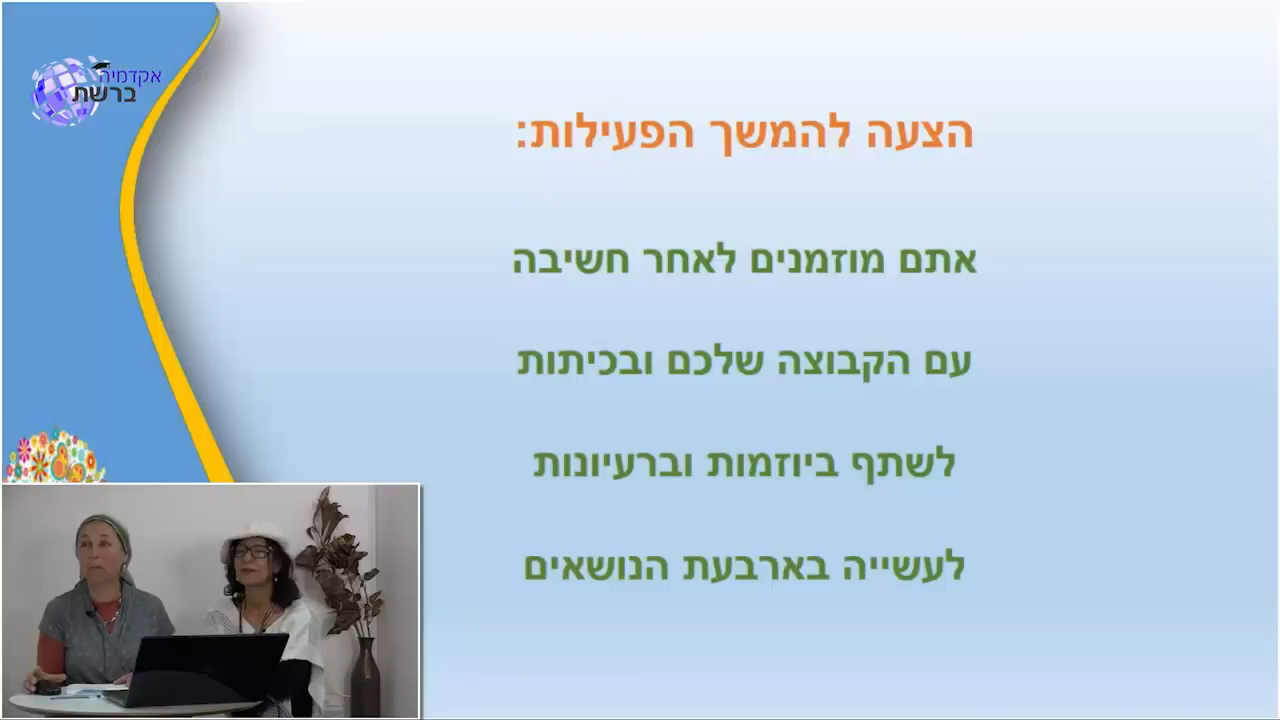 אקדמיה
ברשת
הצעה להמשך הפעילות:
אתם מוזמנים לאחר חשיבה
עם הקבוצה שלכם ובכיתות
לשתף ביוזמות וברעיונות
לעשייה בארבעת הנושאים